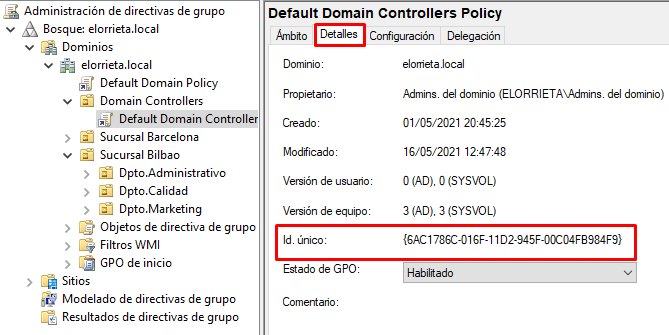 Administración de directivas de grupo
Bosque: elorrieta.local
Dominios
elorrieta.local
Default Domain Policy
Domain Controllers
Default Domain Controller
Sucursal Barcelona
Sucursal Bilbao
Dpto.Administrativo
Dpto.Calidad
Dpto.Marketing
Objetos de directiva de grupo
Filtros WMI
GPO de inicio
Sitios
Modelado de directivas de grupo
Resultados de directivas de grupo
Default Domain Controllers Policy
Ámbito Detalles Configuración Delegación
Dominio: elorrieta.local
Propietario: Admins. del dominio (ELORRIETA\Admins. del dominio)
Creado: 01/05/2021 20:45:25
Modificado: 16/05/2021 12:47:48
Versión de usuario: 0 (AD), 0 (SYSVOL)
Versión de equipo: 3 (AD), 3 (SYSVOL)
Id. único: {6AC1786C-016F-11D2-945F-00C04FB984F9}
Estado de GPO: Habilitado
Comentario: